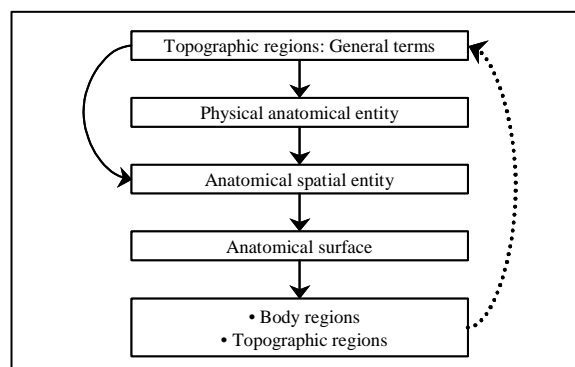 Topographic regions: General terms
Physical anatomical entity
Anatomical spatial entity
Anatomical surface
• Body regions
• Topographic regions